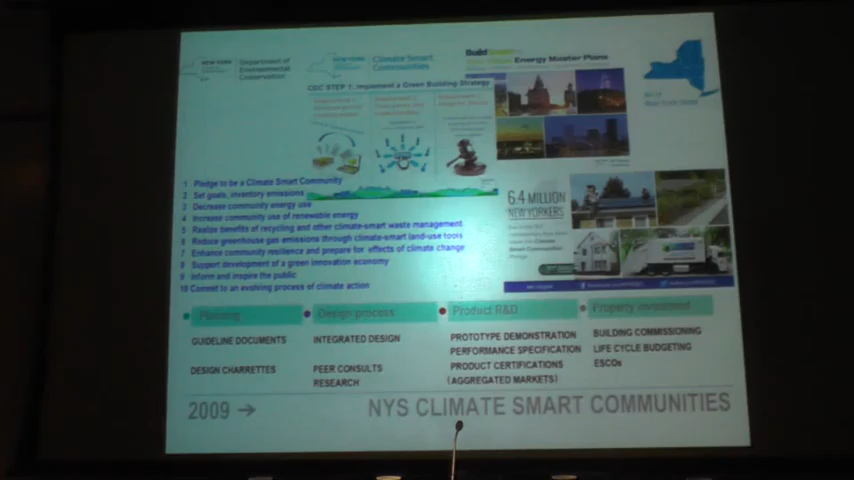 NEW YORK
Department of
Environmental
Conservation
NEW YORK
Climate Smart
Communities
Energy Master Plans
CGC STEP 1: Implement a Green Building Strategy
6.4 MILLION
NEW YORKERS
1 Pledge to be a Climate Smart Community
2 Set goals, inventory emissions
3 Decrease community energy use
4 Increase community use of renewable energy
5 Realize benefits of recycling and other climate-smart waste management
6 Reduce greenhouse gas emissions through climate-smart land-use tools
7 Enhance community resilience and prepare for effects of climate change
8 Support development of a green innovation economy
9 Inform and inspire the public
10 Commit to an evolving process of climate action
Planning
Design process
Product R&D
Property investment
GUIDELINE DOCUMENTS
DESIGN CHARRETTES
INTEGRATED DESIGN
PEER CONSULTS
RESEARCH
PROTOTYPE DEMONSTRATION
PERFORMANCE SPECIFICATION
PRODUCT CERTIFICATIONS
(AGGREGATED MARKETS)
BUILDING COMMISSIONING
LIFE CYCLE BUDGETING
ESCOs
2009 →
NYS CLIMATE SMART COMMUNITIES